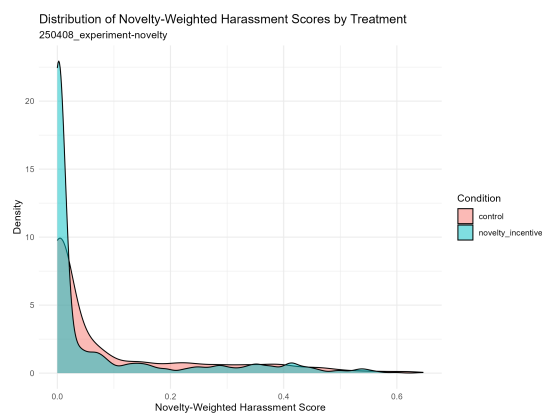 Distribution of Novelty-Weighted Harassment Scores by Treatment
250408_experiment-novelty
Density
20
15
10
5
0
0.0 0.2 0.4 0.6
Novelty-Weighted Harassment Score
Condition
control
novelty_incentive